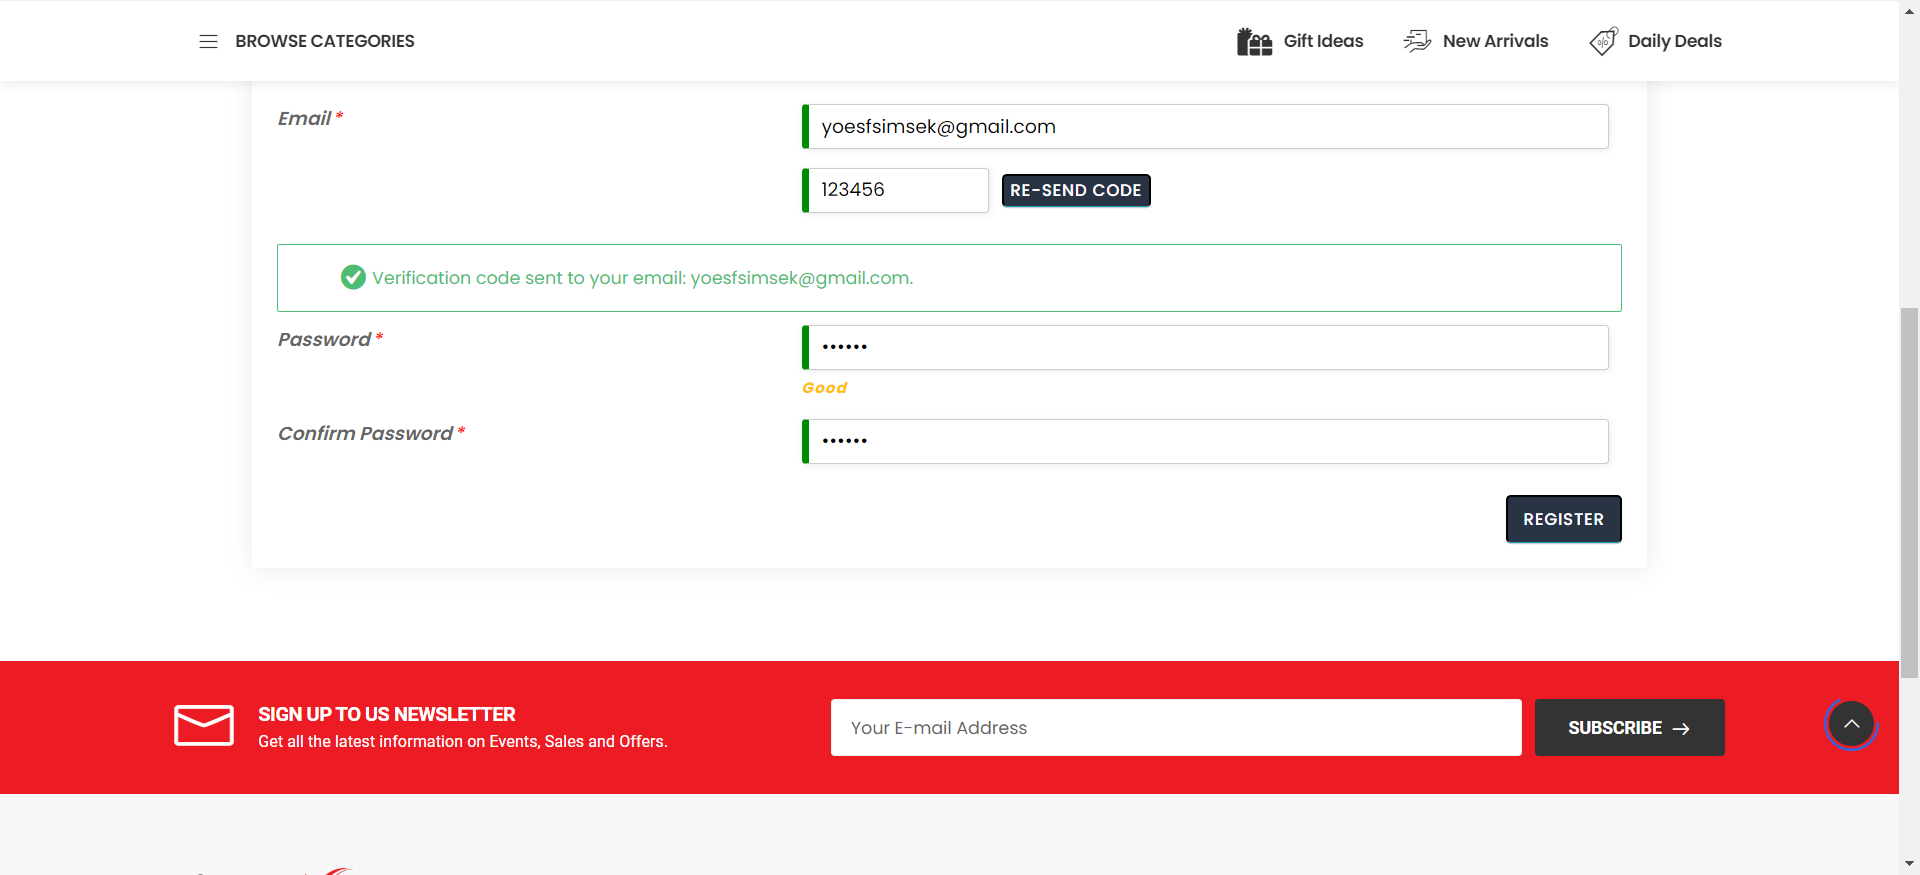 BROWSE CATEGORIES
Gift Ideas
New Arrivals
Daily Deals
Email *
yoesfsimsek@gmail.com
123456
RE-SEND CODE
Verification code sent to your email: yoesfsimsek@gmail.com.
Password *
••••••
Good
Confirm Password *
••••••
REGISTER
SIGN UP TO US NEWSLETTER
Get all the latest information on Events, Sales and Offers.
Your E-mail Address
SUBSCRIBE